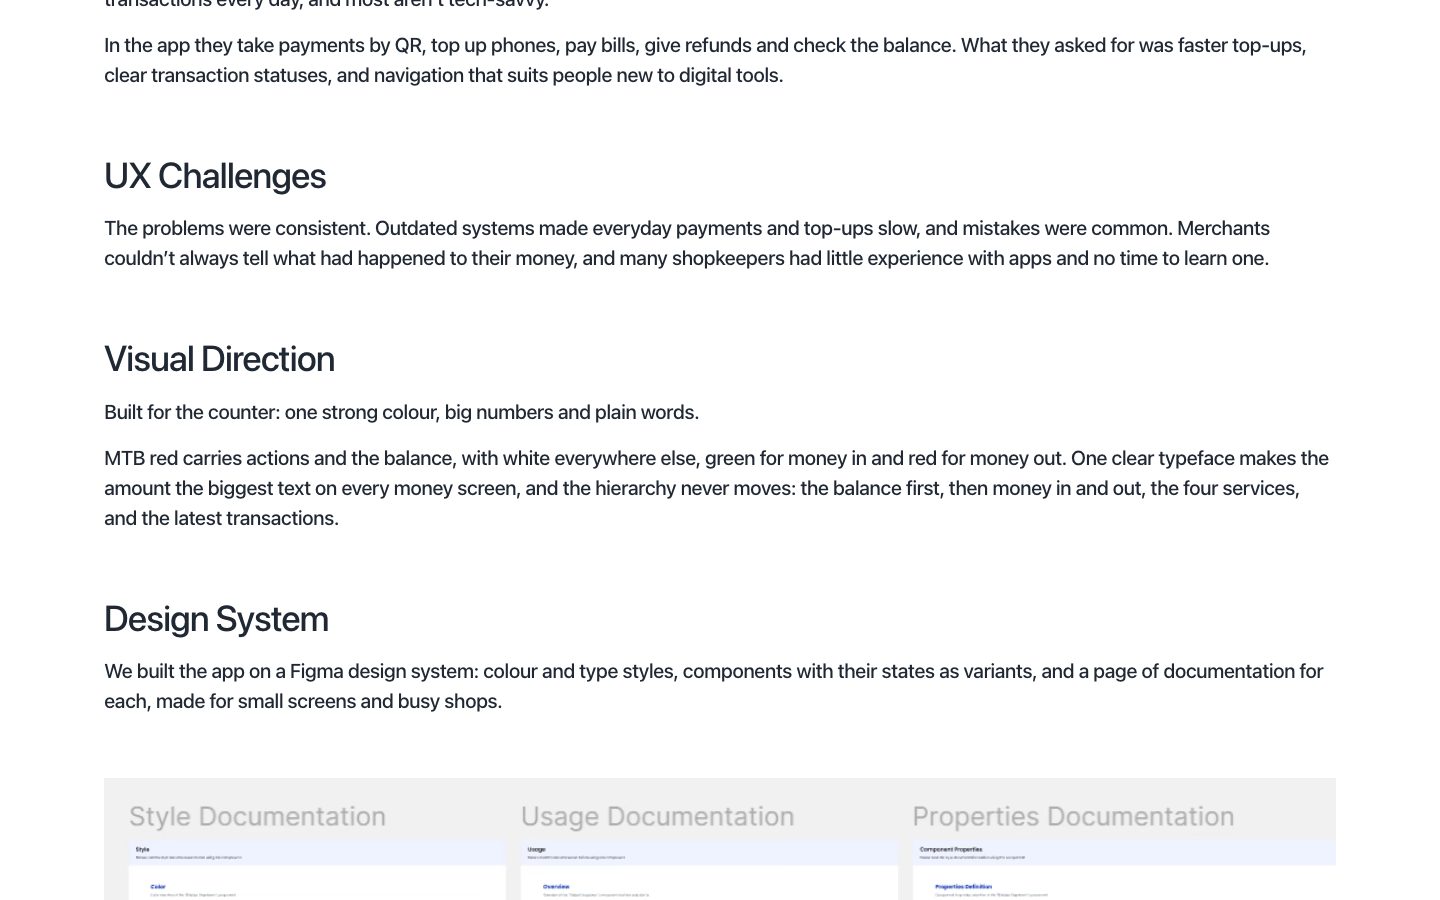 transactions every day, and most aren't tech-savvy.
In the app they take payments by QR, top up phones, pay bills, give refunds and check the balance. What they asked for was faster top-ups,
clear transaction statuses, and navigation that suits people new to digital tools.
UX Challenges
The problems were consistent. Outdated systems made everyday payments and top-ups slow, and mistakes were common. Merchants
couldn’t always tell what had happened to their money, and many shopkeepers had little experience with apps and no time to learn one.
Visual Direction
Built for the counter: one strong colour, big numbers and plain words.
MTB red carries actions and the balance, with white everywhere else, green for money in and red for money out. One clear typeface makes the
amount the biggest text on every money screen, and the hierarchy never moves: the balance first, then money in and out, the four services,
and the latest transactions.
Design System
We built the app on a Figma design system: colour and type styles, components with their states as variants, and a page of documentation for
each, made for small screens and busy shops.
Style Documentation
Usage Documentation
Properties Documentation
Style
Usage
Component Properties
Color
Overview
Properties Definition